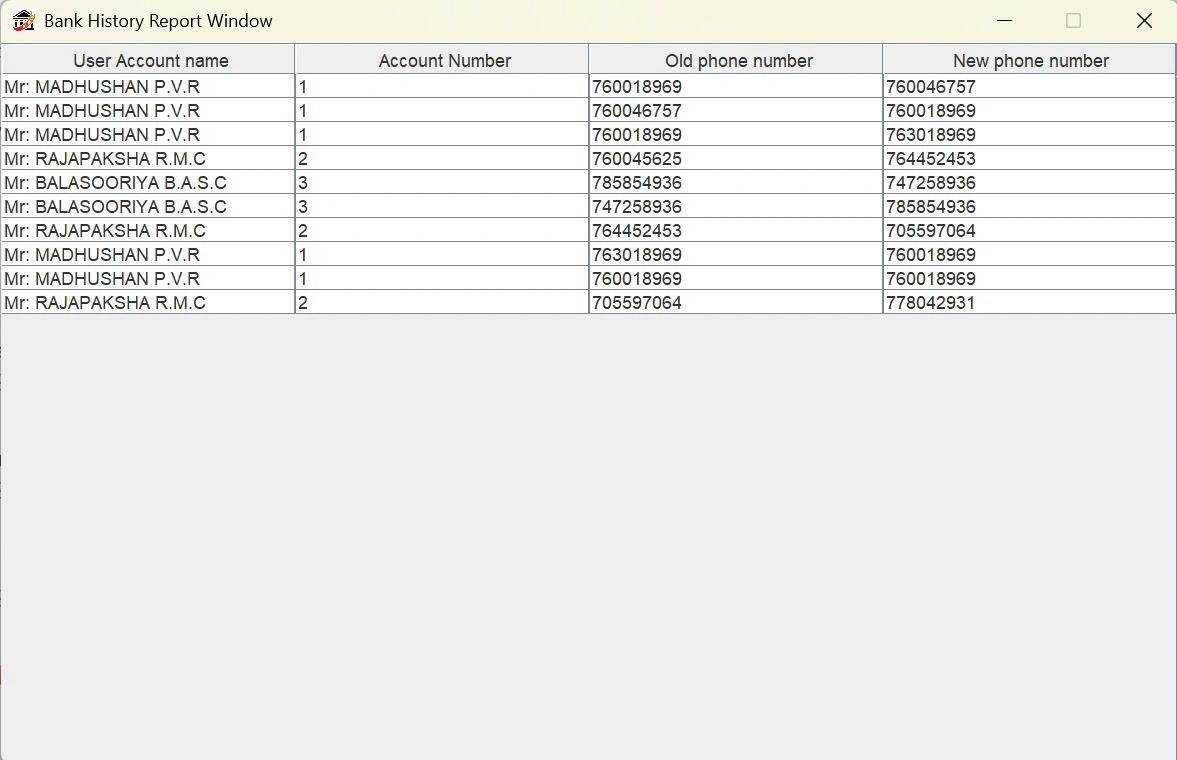 Bank History Report Window
User Account name Account Number Old phone number New phone number
Mr: MADHUSHAN P.V.R 1 760018969 760046757
Mr: MADHUSHAN P.V.R 1 760046757 760018969
Mr: MADHUSHAN P.V.R 1 760018969 763018969
Mr: RAJAPAKSHA R.M.C 2 760045625 764452453
Mr: BALASOORIYA B.A.S.C 3 785854936 747258936
Mr: BALASOORIYA B.A.S.C 3 747258936 785854936
Mr: RAJAPAKSHA R.M.C 2 764452453 705597064
Mr: MADHUSHAN P.V.R 1 763018969 760018969
Mr: MADHUSHAN P.V.R 1 760018969 760018969
Mr: RAJAPAKSHA R.M.C 2 705597064 778042931